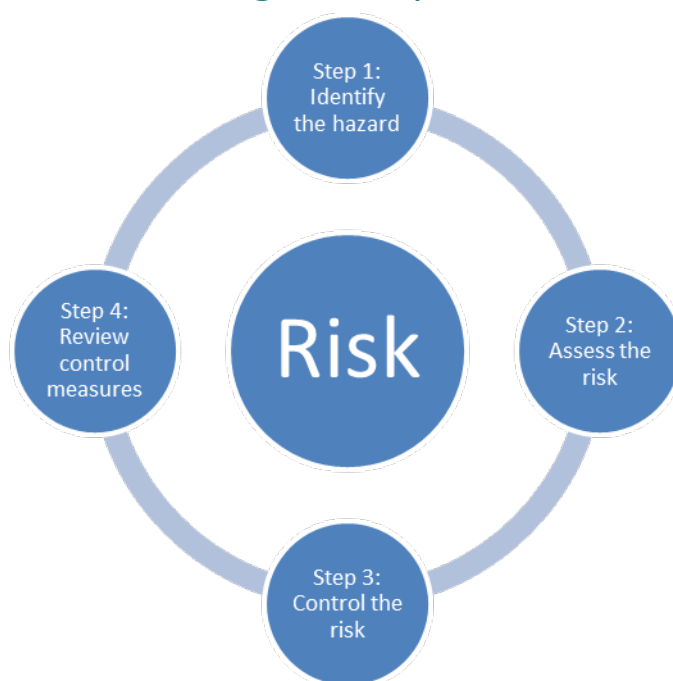 Step 1:
Identify
the hazard
Step 2:
Assess the
risk
Step 3:
Control the
risk
Step 4:
Review
control
measures
Risk